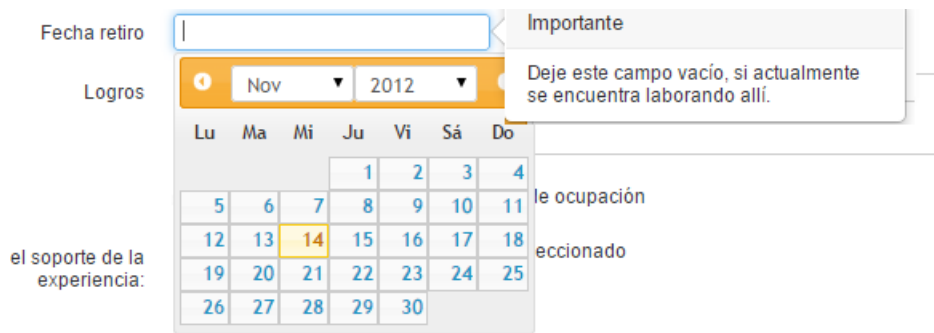 Fecha retiro
Importante
Deje este campo vacío, si actualmente
se encuentra laborando allí.
Logros
Nov 2012
Lu Ma Mi Ju Vi Sá Do
1 2 3 4
5 6 7 8 9 10 11
12 13 14 15 16 17 18
19 20 21 22 23 24 25
26 27 28 29 30
le ocupación
eccionado
el soporte de la
experiencia: